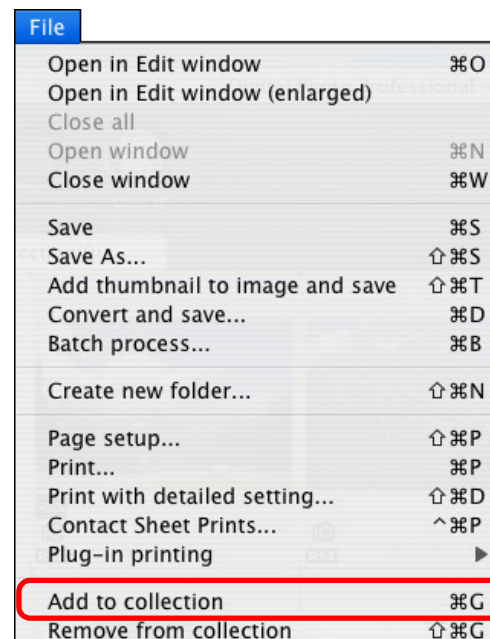 File
Open in Edit window ⌘O
Open in Edit window (enlarged)
Close all
Open window ⌘N
Close window ⌘W
Save ⌘S
Save As... ⇧⌘S
Add thumbnail to image and save ⇧⌘T
Convert and save... ⌘D
Batch process... ⌘B
Create new folder... ⇧⌘N
Page setup... ⇧⌘P
Print... ⌘P
Print with detailed setting... ⇧⌘D
Contact Sheet Prints... ^⌘P
Plug-in printing ▶
Add to collection ⌘G
Remove from collection ⇧⌘G